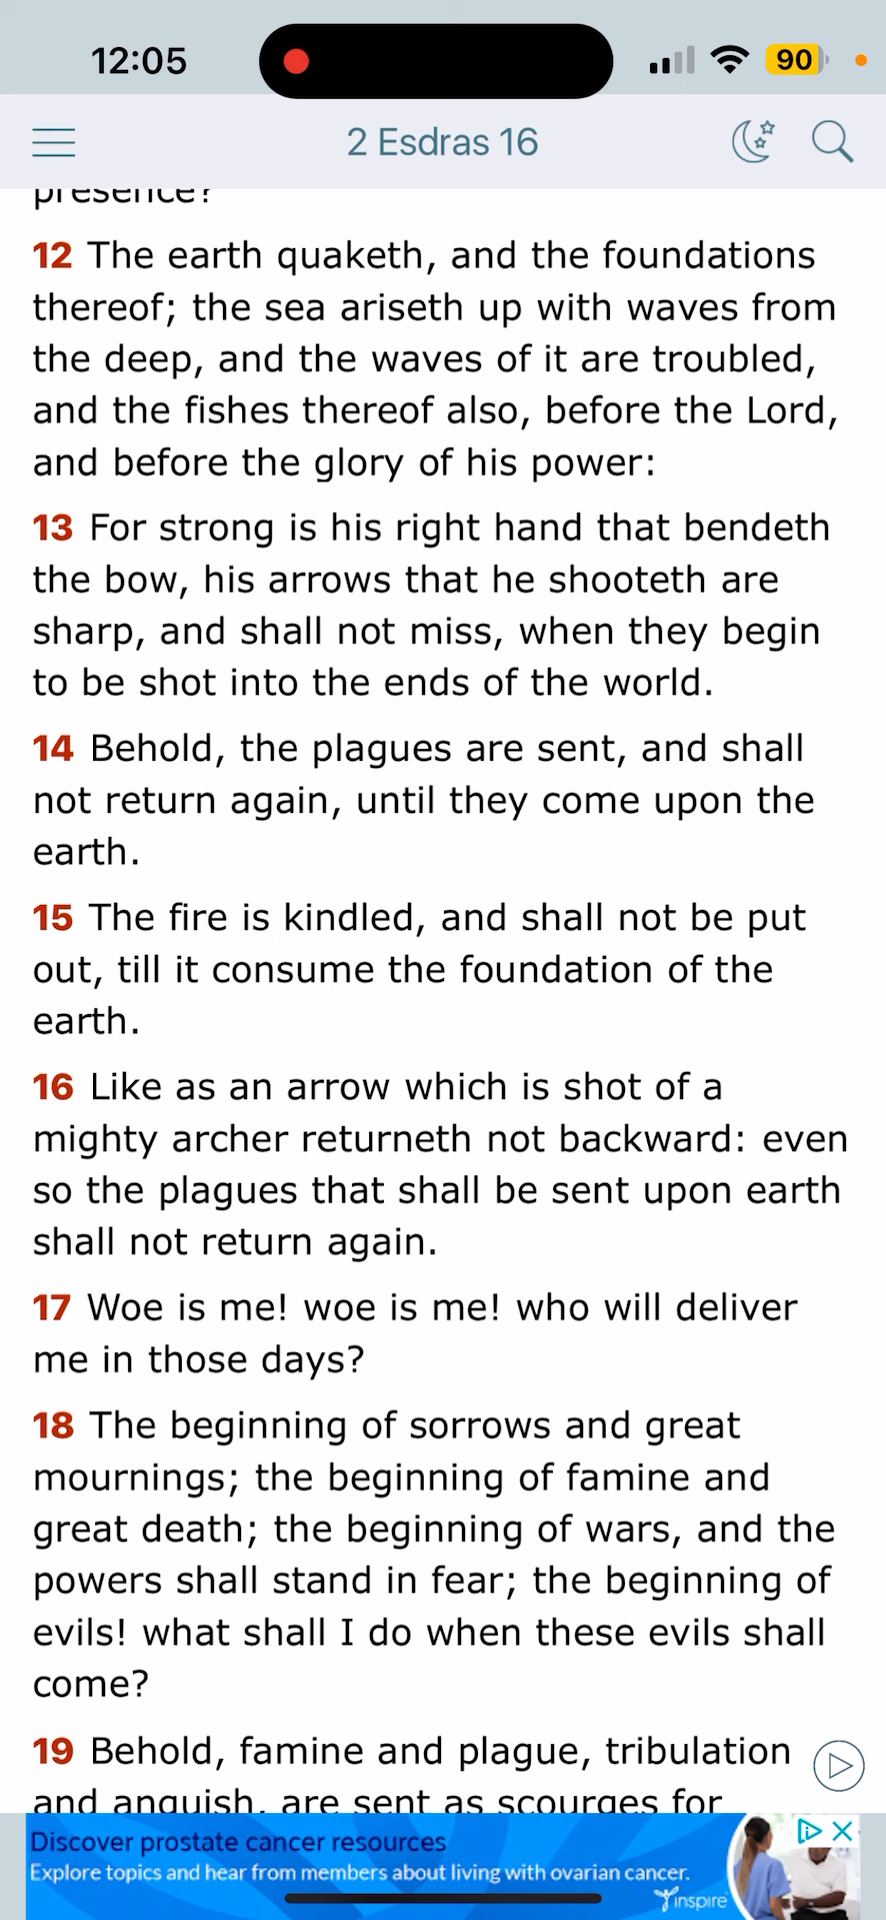 12:05
90
2 Esdras 16
presence?
12 The earth quaketh, and the foundations
thereof; the sea ariseth up with waves from
the deep, and the waves of it are troubled,
and the fishes thereof also, before the Lord,
and before the glory of his power:
13 For strong is his right hand that bendeth
the bow, his arrows that he shooteth are
sharp, and shall not miss, when they begin
to be shot into the ends of the world.
14 Behold, the plagues are sent, and shall
not return again, until they come upon the
earth.
15 The fire is kindled, and shall not be put
out, till it consume the foundation of the
earth.
16 Like as an arrow which is shot of a
mighty archer returneth not backward: even
so the plagues that shall be sent upon earth
shall not return again.
17 Woe is me! woe is me! who will deliver
me in those days?
18 The beginning of sorrows and great
mournings; the beginning of famine and
great death; the beginning of wars, and the
powers shall stand in fear; the beginning of
evils! what shall I do when these evils shall
come?
19 Behold, famine and plague, tribulation
and anguish, are sent as scourges for
Discover prostate cancer resources
Explore topics and hear from members about living with ovarian cancer.
inspire